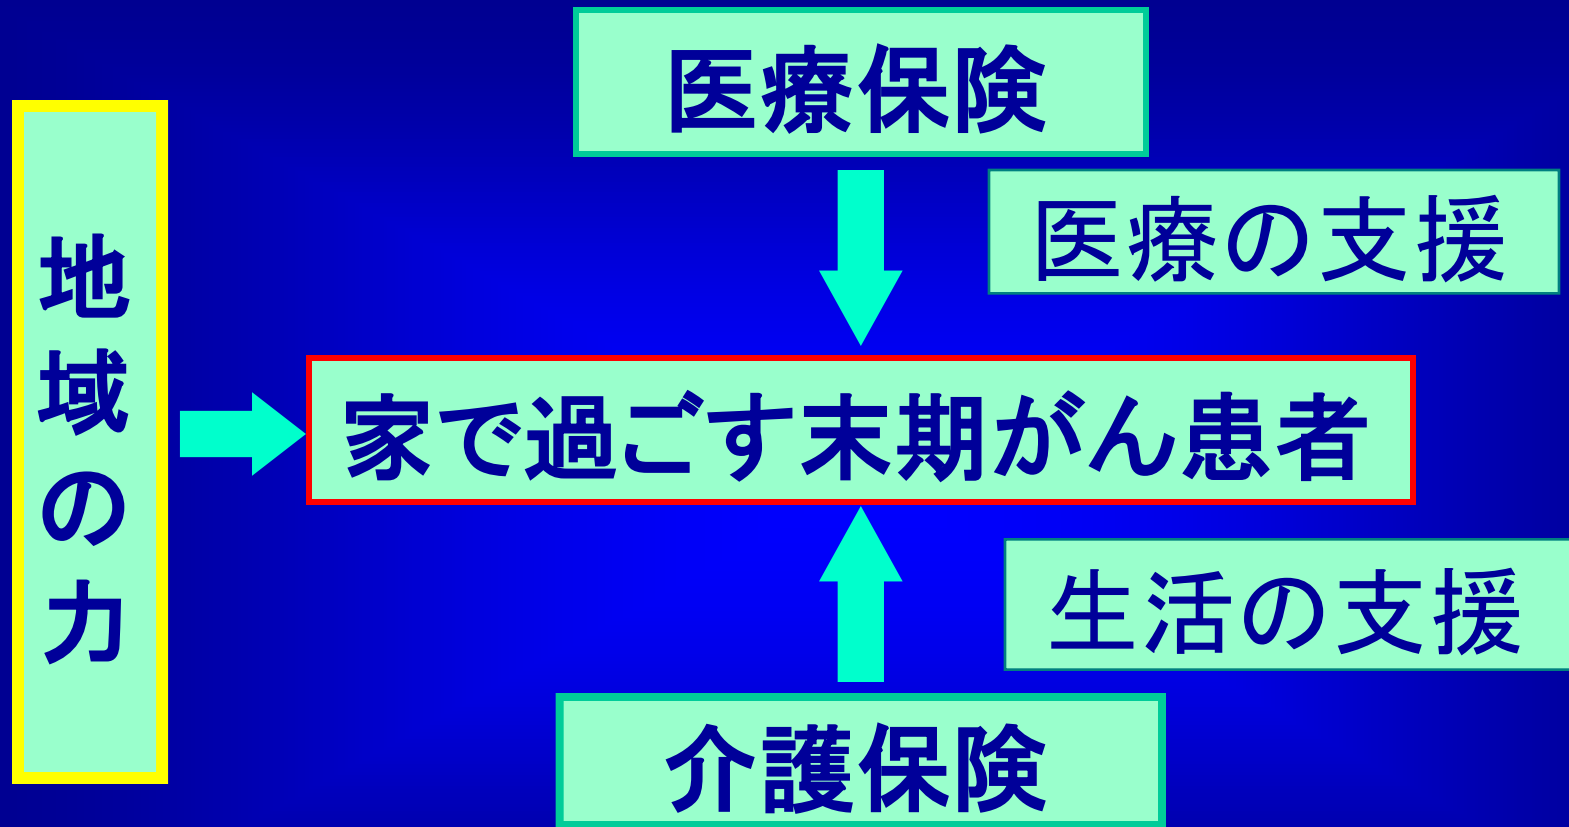 医療保険
医療の支援
地域の力
家で過ごす末期がん患者
生活の支援
介護保険